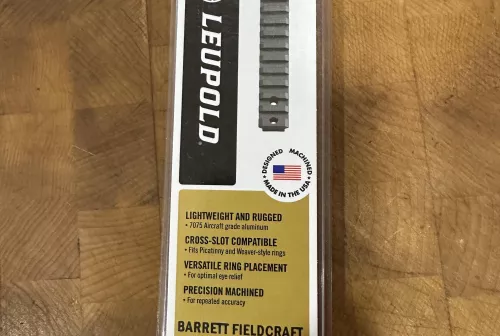 LEUPOLD®
DESIGNED MACHINED
• MADE IN THE USA •
LIGHTWEIGHT AND RUGGED
• 7075 Aircraft grade aluminum
CROSS-SLOT COMPATIBLE
• Fits Picatinny and Weaver-style rings
VERSATILE RING PLACEMENT
• For optimal eye relief
PRECISION MACHINED
• For repeated accuracy
BARRETT FIELDCRAFT